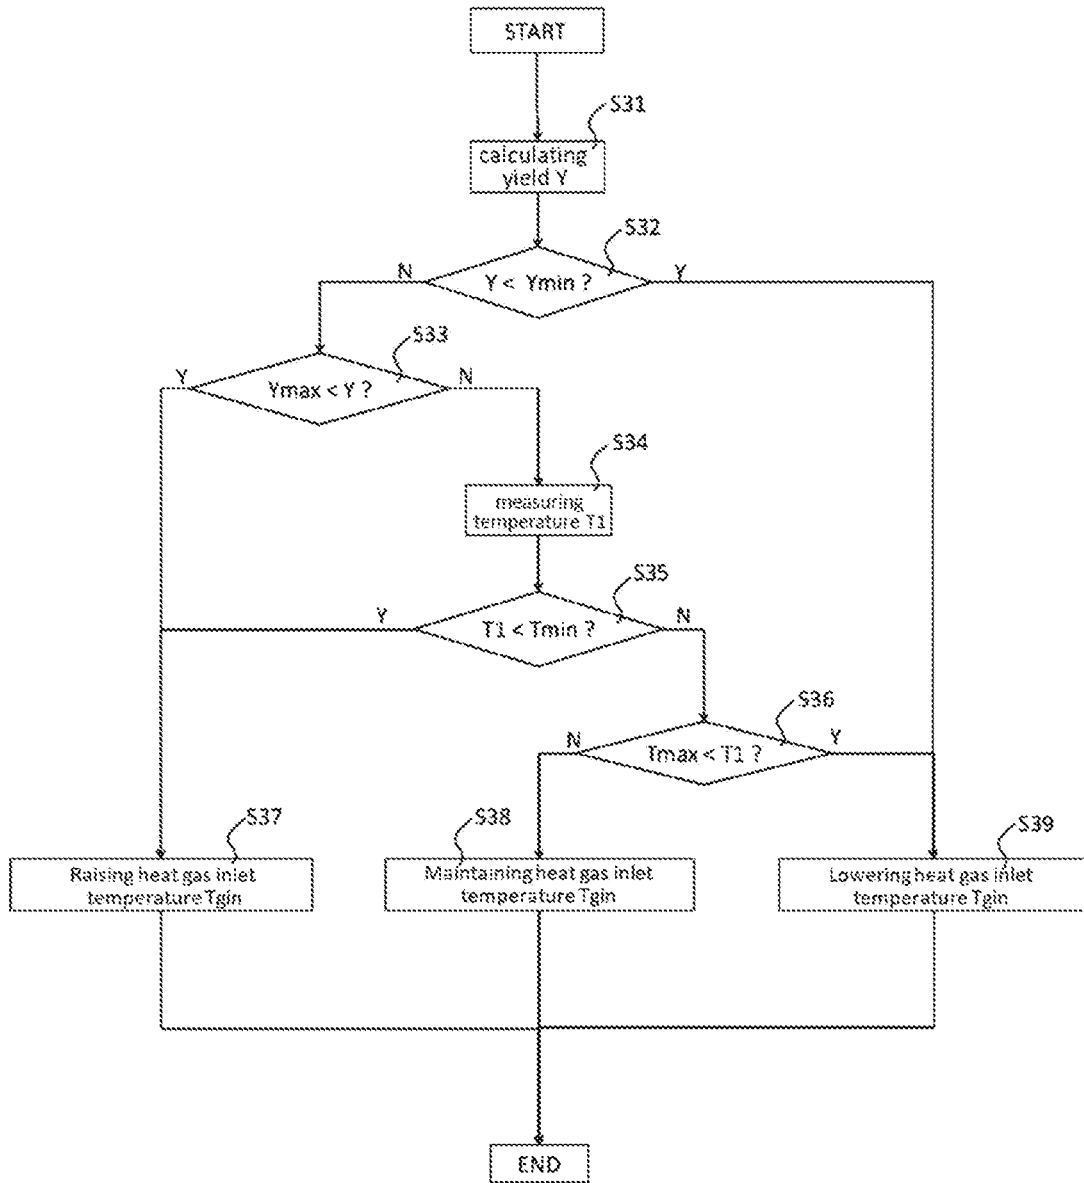 START
S31
calculating
yield Y
S32
N
Y < Ymin ?
Y
S33
Y
Ymax < Y ?
N
S34
measuring
temperature T1
S35
Y
T1 < Tmin ?
N
S36
N
Tmax < T1 ?
Y
S37
S38
S39
Raising heat gas inlet
temperature Tgin
Maintaining heat gas inlet
temperature Tgin
Lowering heat gas inlet
temperature Tgin
END